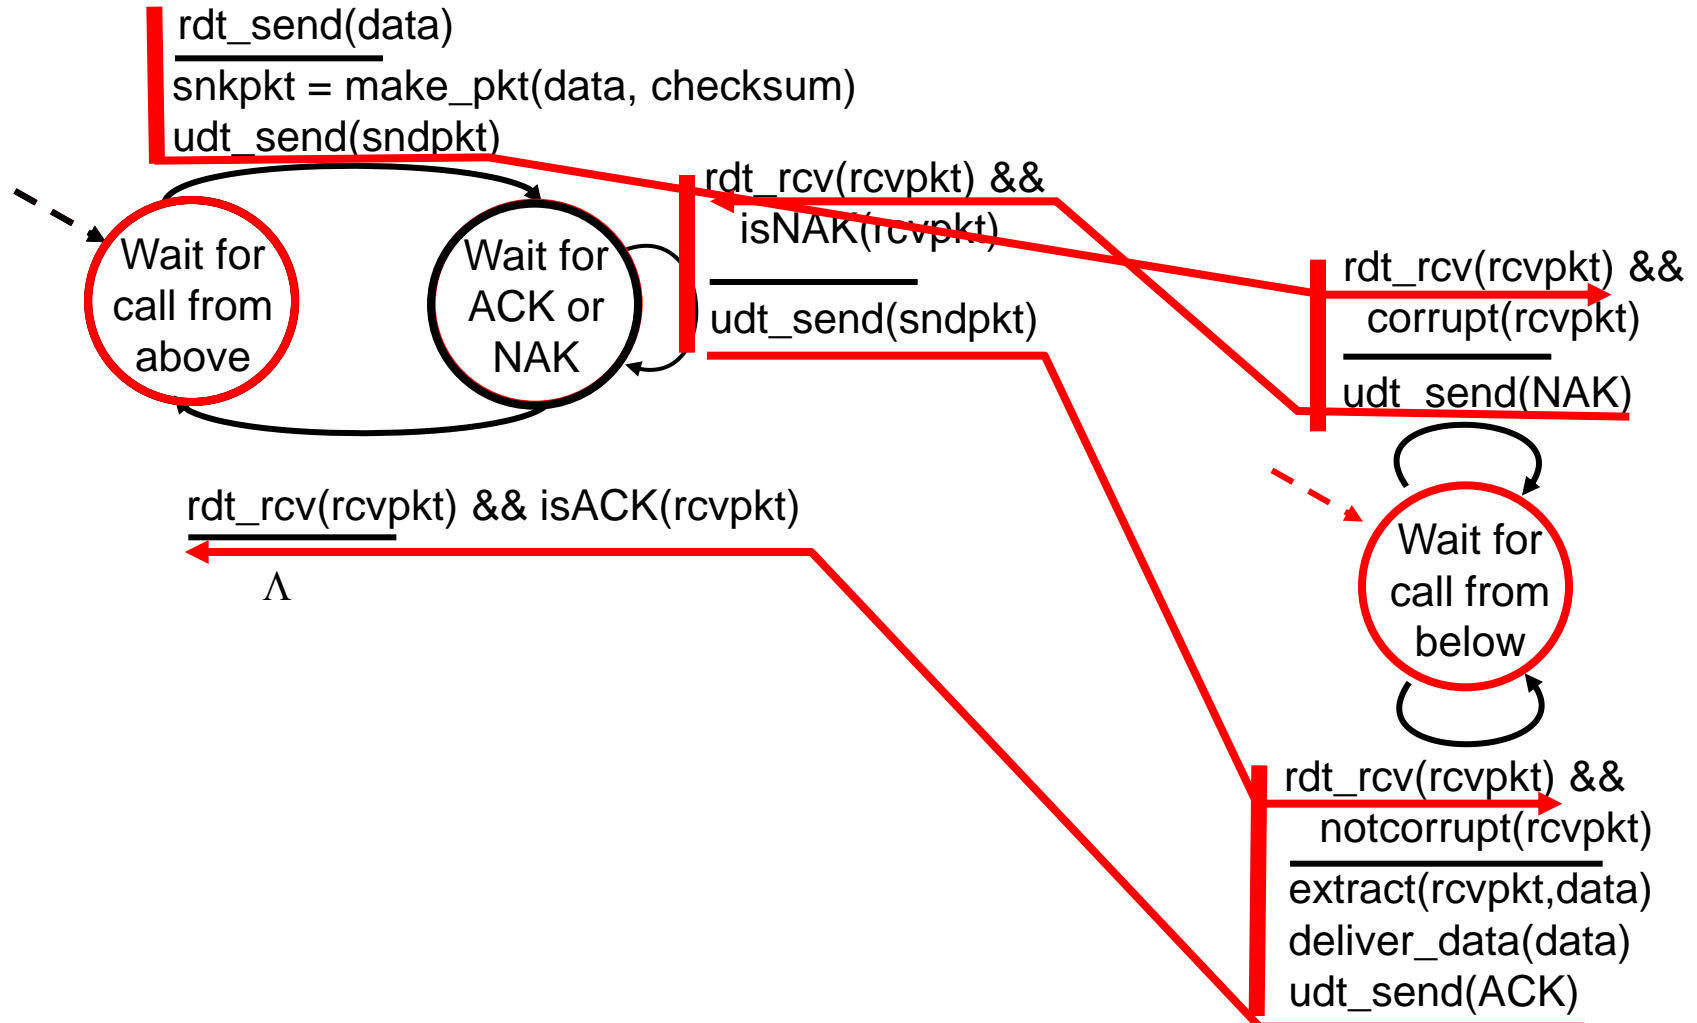 rdt_send(data)
snkpkt = make_pkt(data, checksum)
udt_send(sndpkt)
Wait for
call from
above
Wait for
ACK or
NAK
rdt_rcv(rcvpkt) &&
isNAK(rcvpkt)
udt_send(sndpkt)
rdt_rcv(rcvpkt) && isACK(rcvpkt)
Λ
rdt_rcv(rcvpkt) &&
corrupt(rcvpkt)
udt_send(NAK)
Wait for
call from
below
rdt_rcv(rcvpkt) &&
notcorrupt(rcvpkt)
extract(rcvpkt,data)
deliver_data(data)
udt_send(ACK)